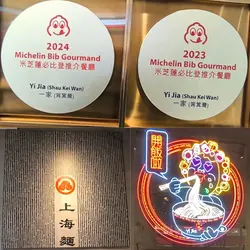 2024
Michelin Bib Gourmand
米芝蓮必比登推介餐廳
Yi Jia (Shau Kei Wan)
一家 (筲箕灣)
2023
Michelin Bib Gourmand
米芝蓮必比登推介餐廳
Yi Jia (Shau Kei Wan)
一家 (筲箕灣)
上海麵
開飯喇